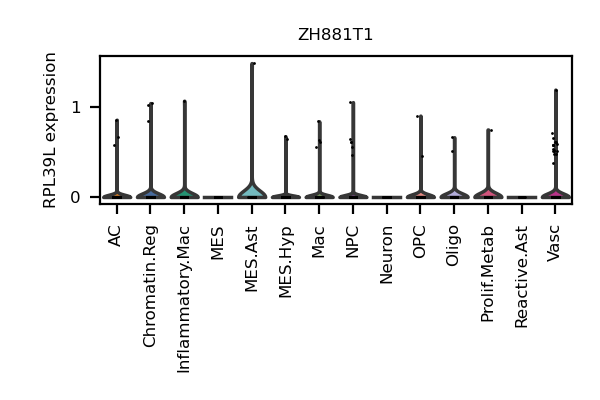 ZH881T1
RPL39L expression
1
0
AC
Chromatin.Reg
Inflammatory.Mac
MES
MES.Ast
MES.Hyp
Mac
NPC
Neuron
OPC
Oligo
Prolif.Metab
Reactive.Ast
Vasc